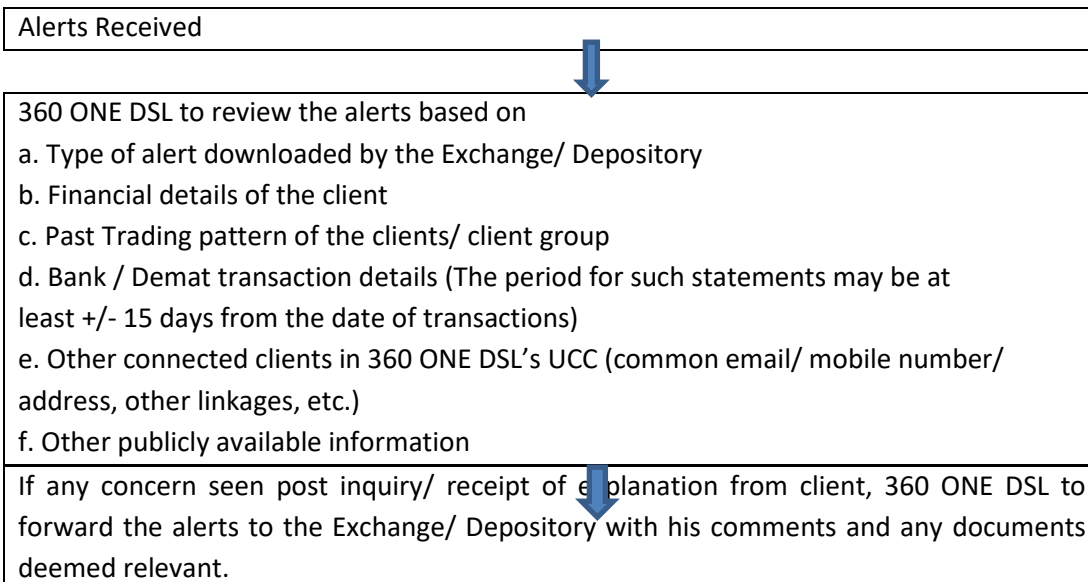 Alerts Received
360 ONE DSL to review the alerts based on
a. Type of alert downloaded by the Exchange/ Depository
b. Financial details of the client
c. Past Trading pattern of the clients/ client group
d. Bank / Demat transaction details (The period for such statements may be at
least +/- 15 days from the date of transactions)
e. Other connected clients in 360 ONE DSL’s UCC (common email/ mobile number/
address, other linkages, etc.)
f. Other publicly available information
If any concern seen post inquiry/ receipt of explanation from client, 360 ONE DSL to
forward the alerts to the Exchange/ Depository with his comments and any documents
deemed relevant.